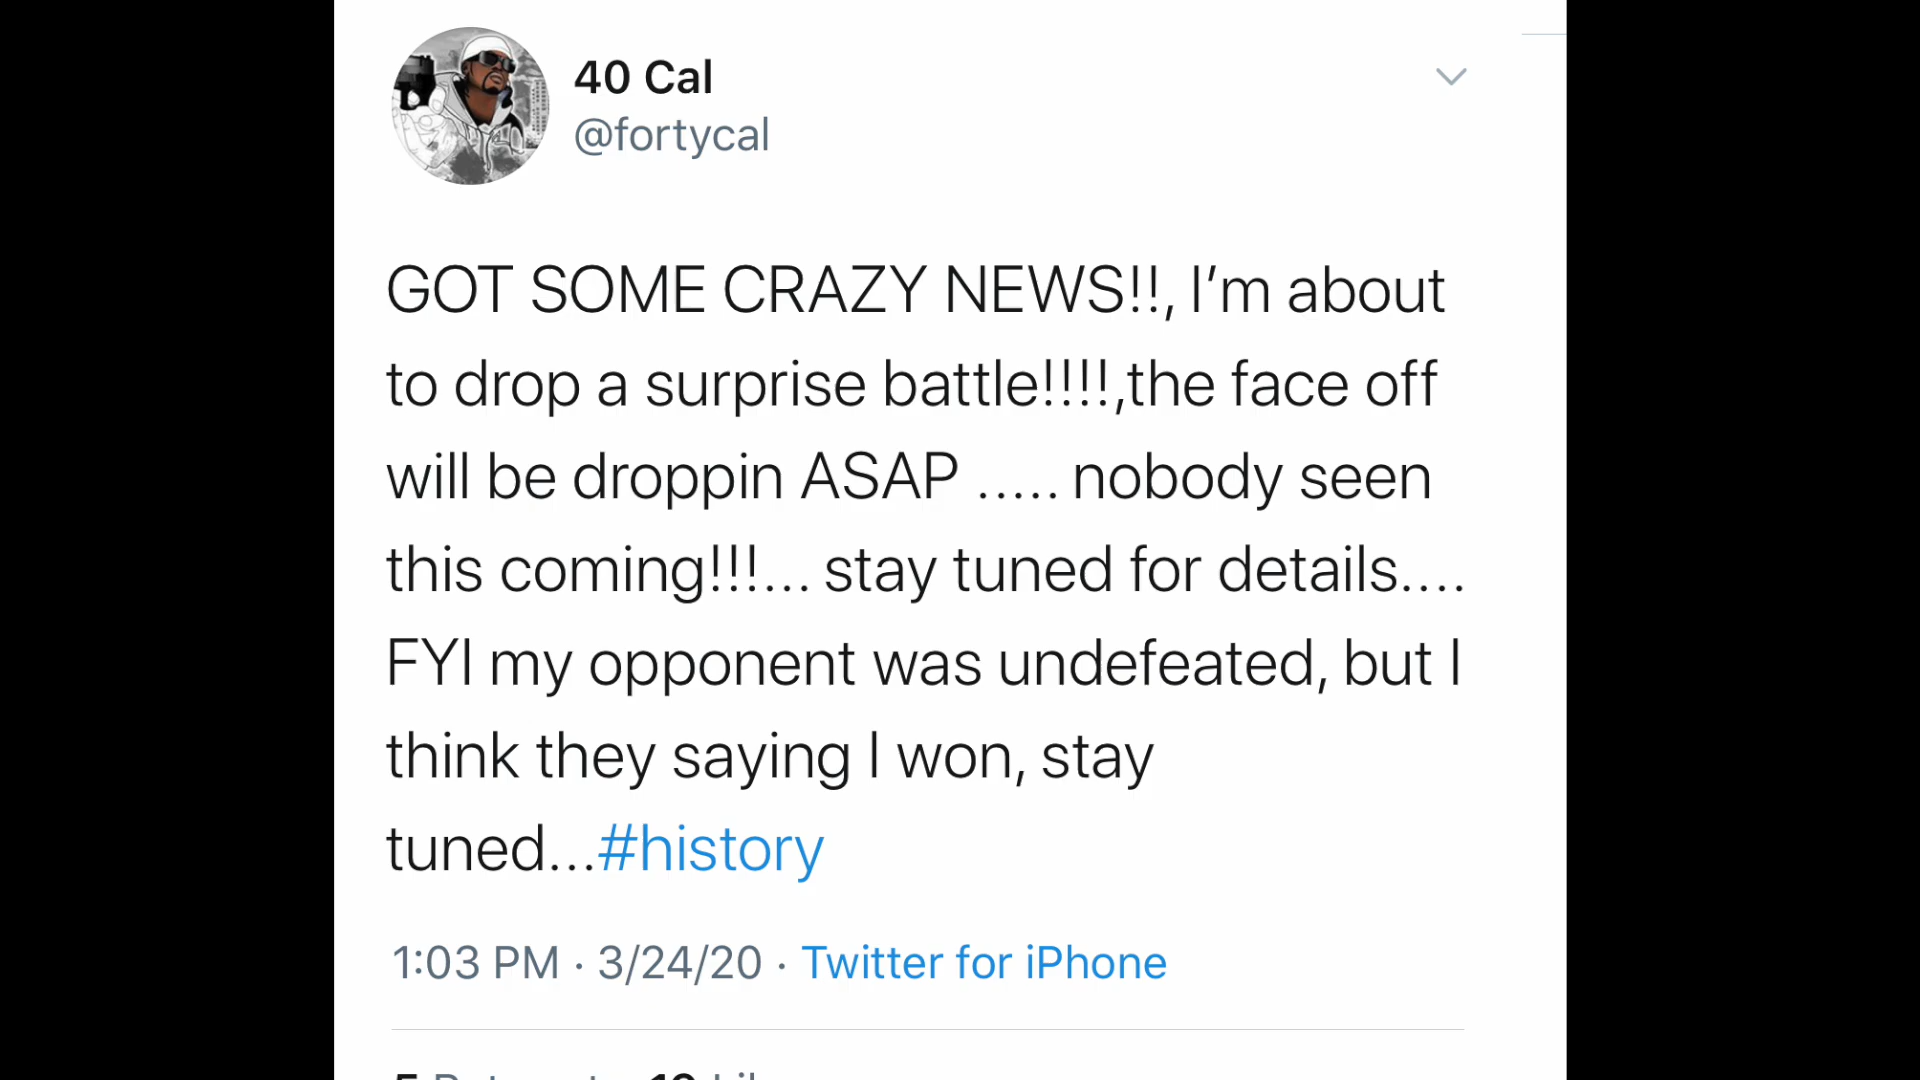 40 Cal
@fortycal
GOT SOME CRAZY NEWS!!, I’m about
to drop a surprise battle!!!!,the face off
will be droppin ASAP ..... nobody seen
this coming!!!... stay tuned for details....
FYI my opponent was undefeated, but I
think they saying I won, stay
tuned...#history
1:03 PM · 3/24/20 · Twitter for iPhone